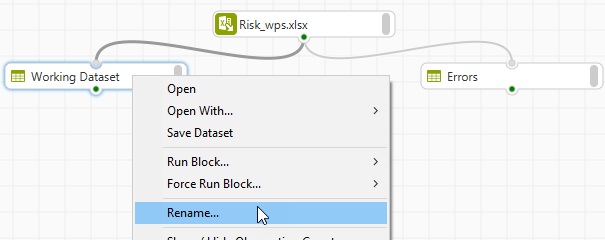 Risk_wps.xlsx
Working Dataset
Errors
Open
Open With...
Save Dataset
Run Block...
Force Run Block...
Rename...